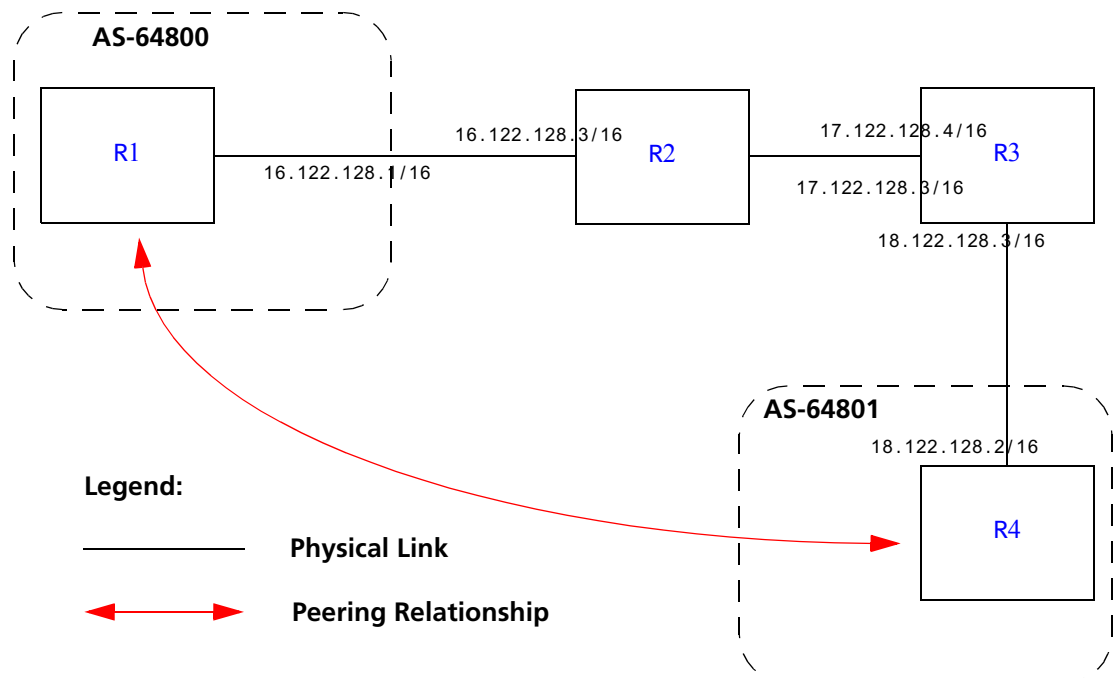 AS-64800
R1
16.122.128.1/16
16.122.128.3/16
R2
17.122.128.4/16
17.122.128.3/16
R3
18.122.128.3/16
AS-64801
18.122.128.2/16
R4
Legend:
Physical Link
Peering Relationship